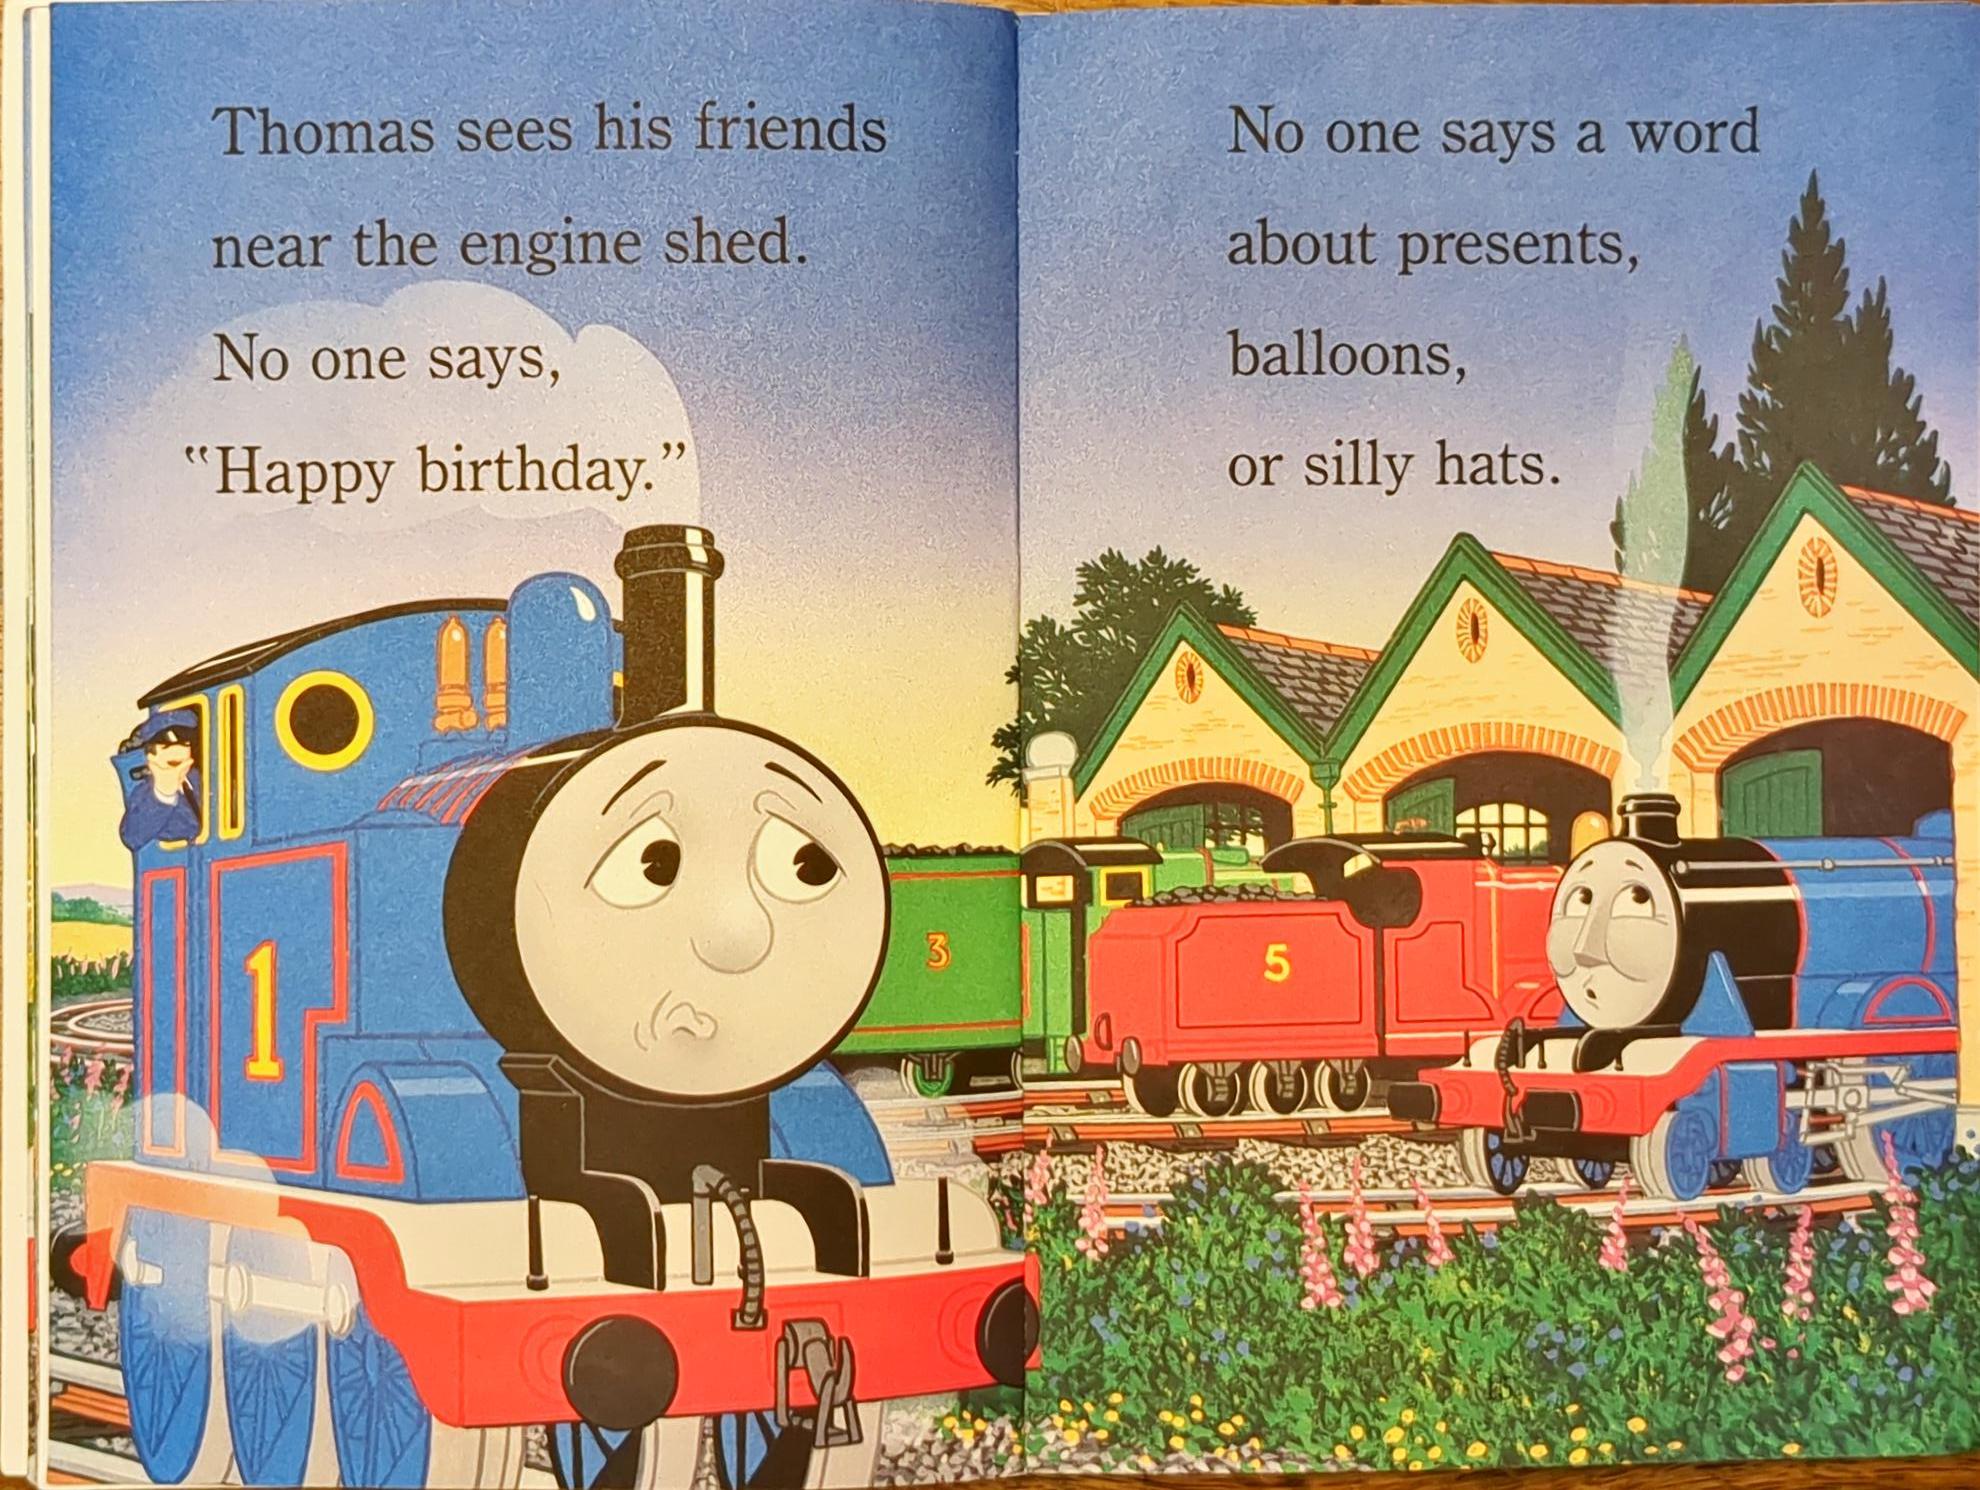 Thomas sees his friends
near the engine shed.
No one says,
“Happy birthday.”
1
3
No one says a word
about presents,
balloons,
or silly hats.
5
15